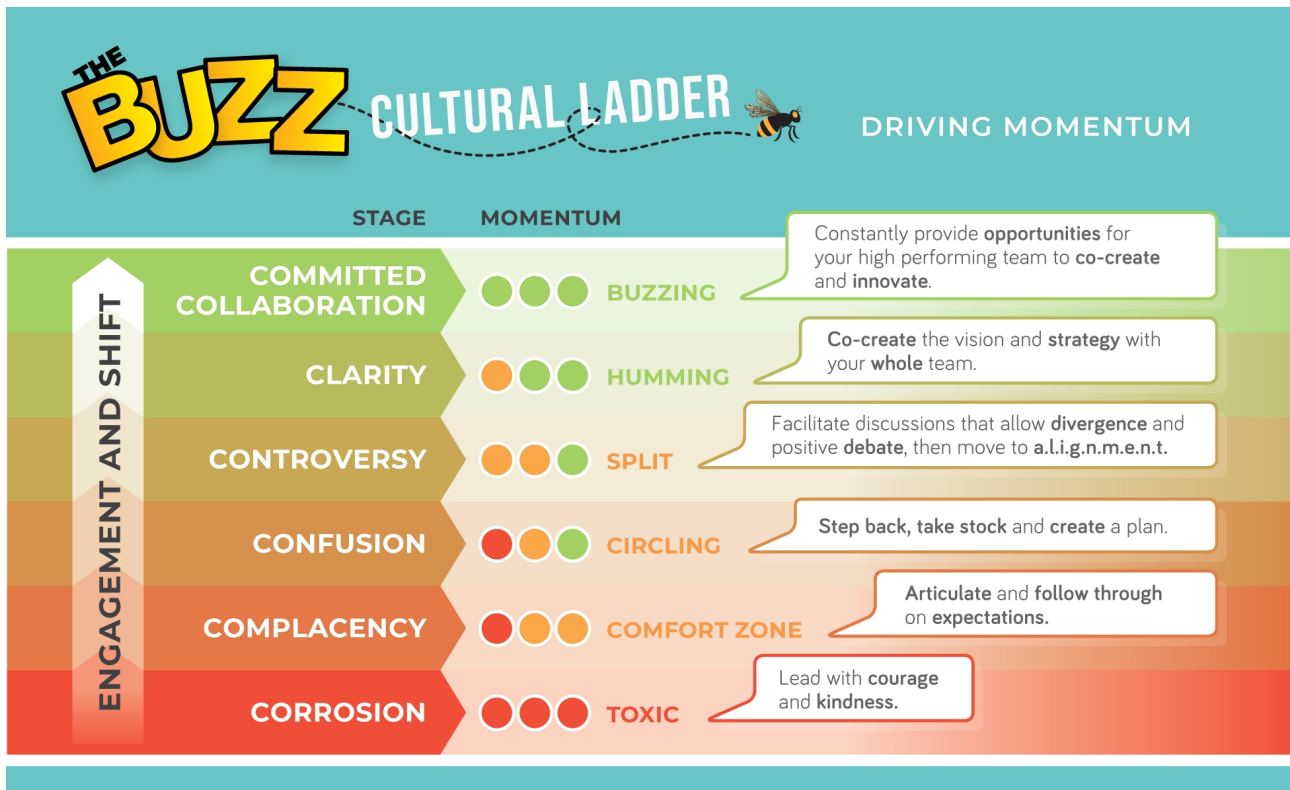 THE
BUZZ
CULTURAL LADDER
DRIVING MOMENTUM
STAGE
MOMENTUM
ENGAGEMENT AND SHIFT
COMMITTED
COLLABORATION
BUZZING
Constantly provide opportunities for
your high performing team to co-create
and innovate.
CLARITY
HUMMING
Co-create the vision and strategy with
your whole team.
CONTROVERSY
SPLIT
Facilitate discussions that allow divergence and
positive debate, then move to a.l.i.g.n.m.e.n.t.
CONFUSION
CIRCLING
Step back, take stock and create a plan.
COMPLACENCY
COMFORT ZONE
Articulate and follow through
on expectations.
CORROSION
TOXIC
Lead with courage
and kindness.